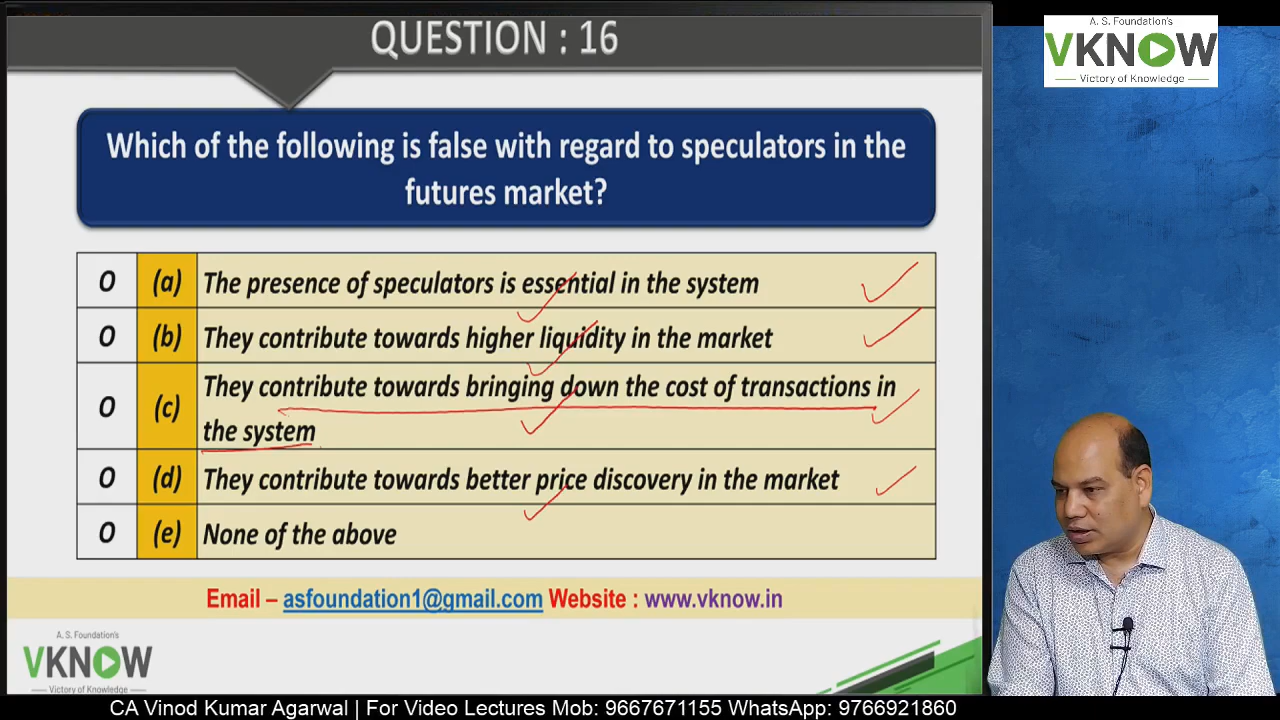 QUESTION : 16
A. S. Foundation's
VKNOW
Victory of Knowledge
Which of the following is false with regard to speculators in the
futures market?
O (a) The presence of speculators is essential in the system
O (b) They contribute towards higher liquidity in the market
O (c) They contribute towards bringing down the cost of transactions in
the system
O (d) They contribute towards better price discovery in the market
O (e) None of the above
Email – asfoundation1@gmail.com Website : www.vknow.in
A. S. Foundation's
VKNOW
Victory of Knowledge
CA Vinod Kumar Agarwal | For Video Lectures Mob: 9667671155 WhatsApp: 9766921860